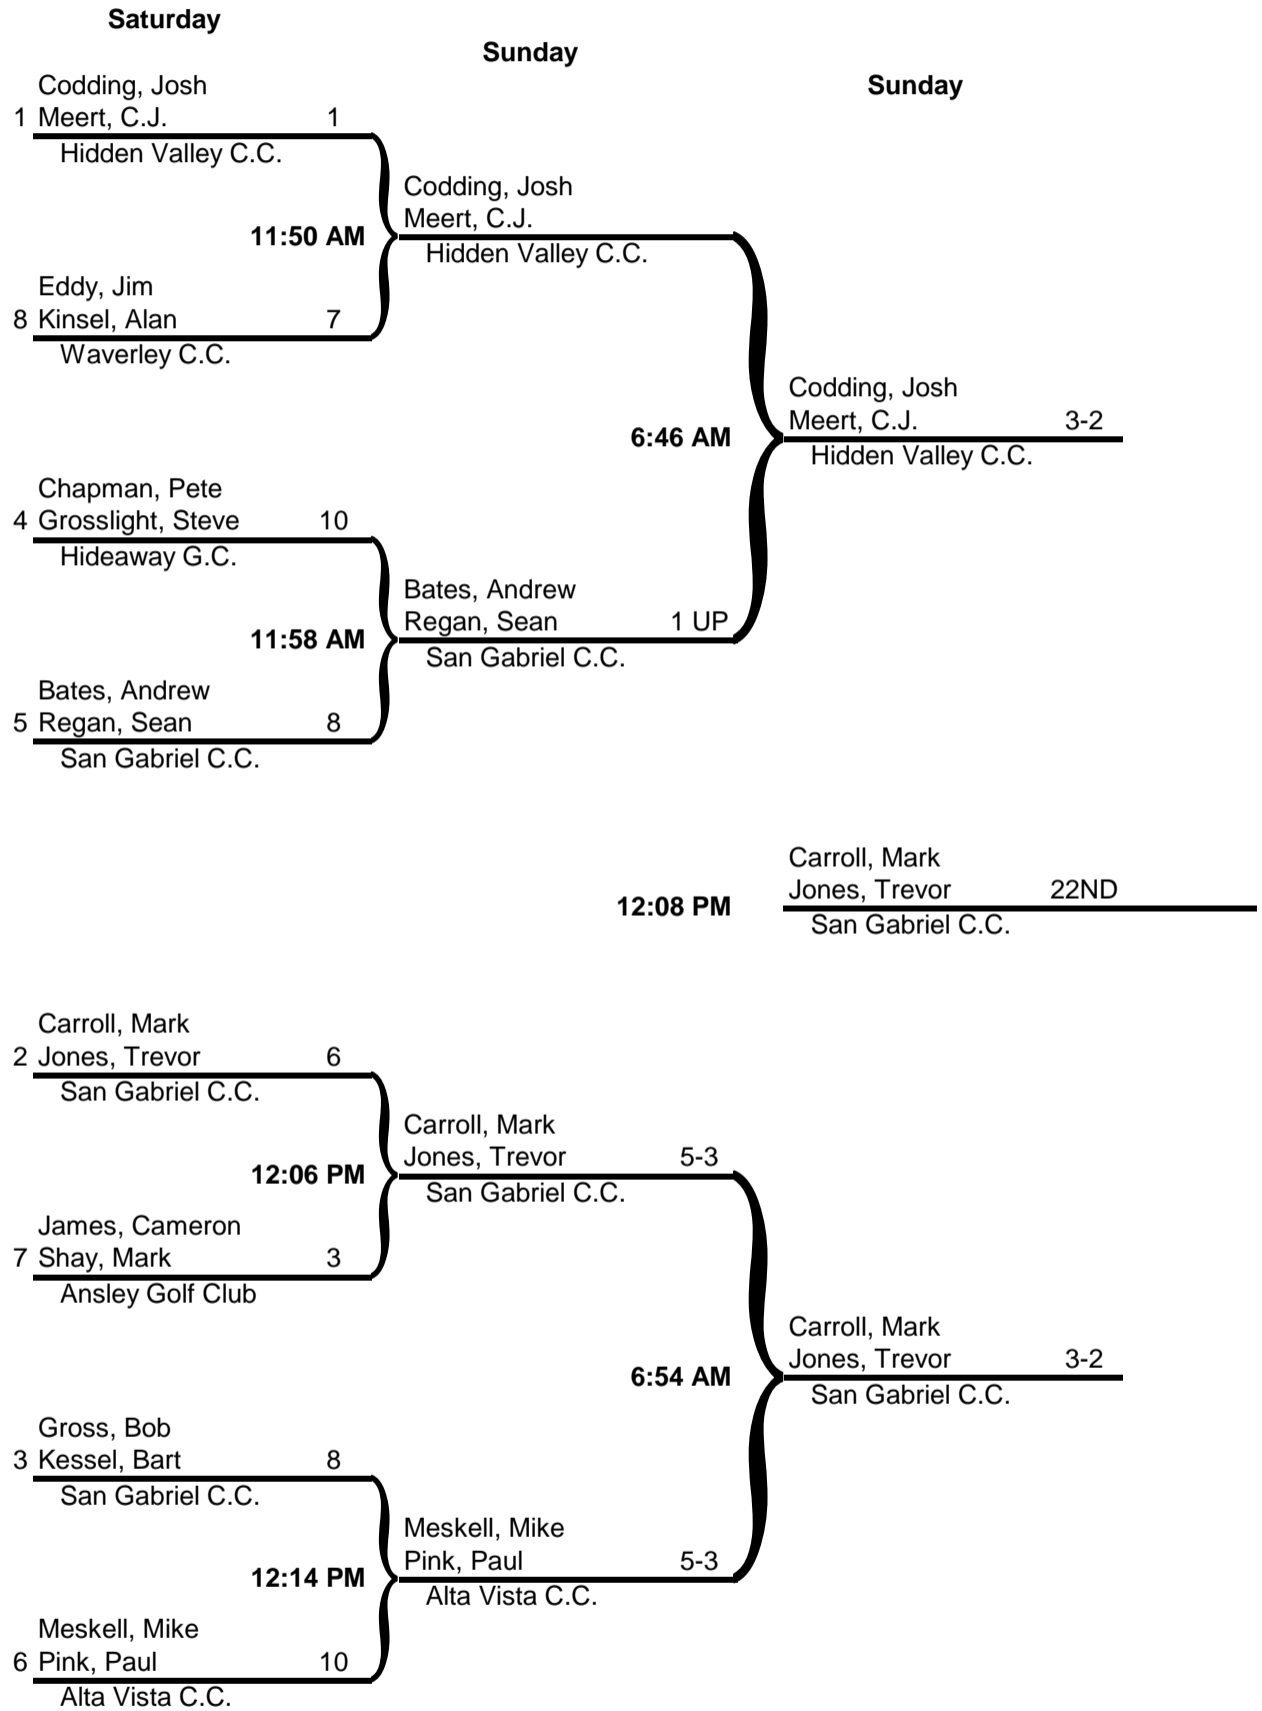 Saturday
Sunday
Sunday
Codding, Josh
1 Meert, C.J. 1
Hidden Valley C.C.
Codding, Josh
Meert, C.J.
Hidden Valley C.C.
11:50 AM
Eddy, Jim
8 Kinsel, Alan 7
Waverley C.C.
Codding, Josh
Meert, C.J. 3-2
Hidden Valley C.C.
6:46 AM
Chapman, Pete
4 Grosslight, Steve 10
Hideaway G.C.
Bates, Andrew
Regan, Sean 1 UP
San Gabriel C.C.
11:58 AM
Bates, Andrew
5 Regan, Sean 8
San Gabriel C.C.
Carroll, Mark
Jones, Trevor 22ND
San Gabriel C.C.
12:08 PM
Carroll, Mark
2 Jones, Trevor 6
San Gabriel C.C.
Carroll, Mark
Jones, Trevor 5-3
San Gabriel C.C.
12:06 PM
James, Cameron
7 Shay, Mark 3
Ansley Golf Club
Carroll, Mark
Jones, Trevor 3-2
San Gabriel C.C.
6:54 AM
Gross, Bob
3 Kessel, Bart 8
San Gabriel C.C.
Meskell, Mike
Pink, Paul 5-3
Alta Vista C.C.
12:14 PM
Meskell, Mike
6 Pink, Paul 10
Alta Vista C.C.